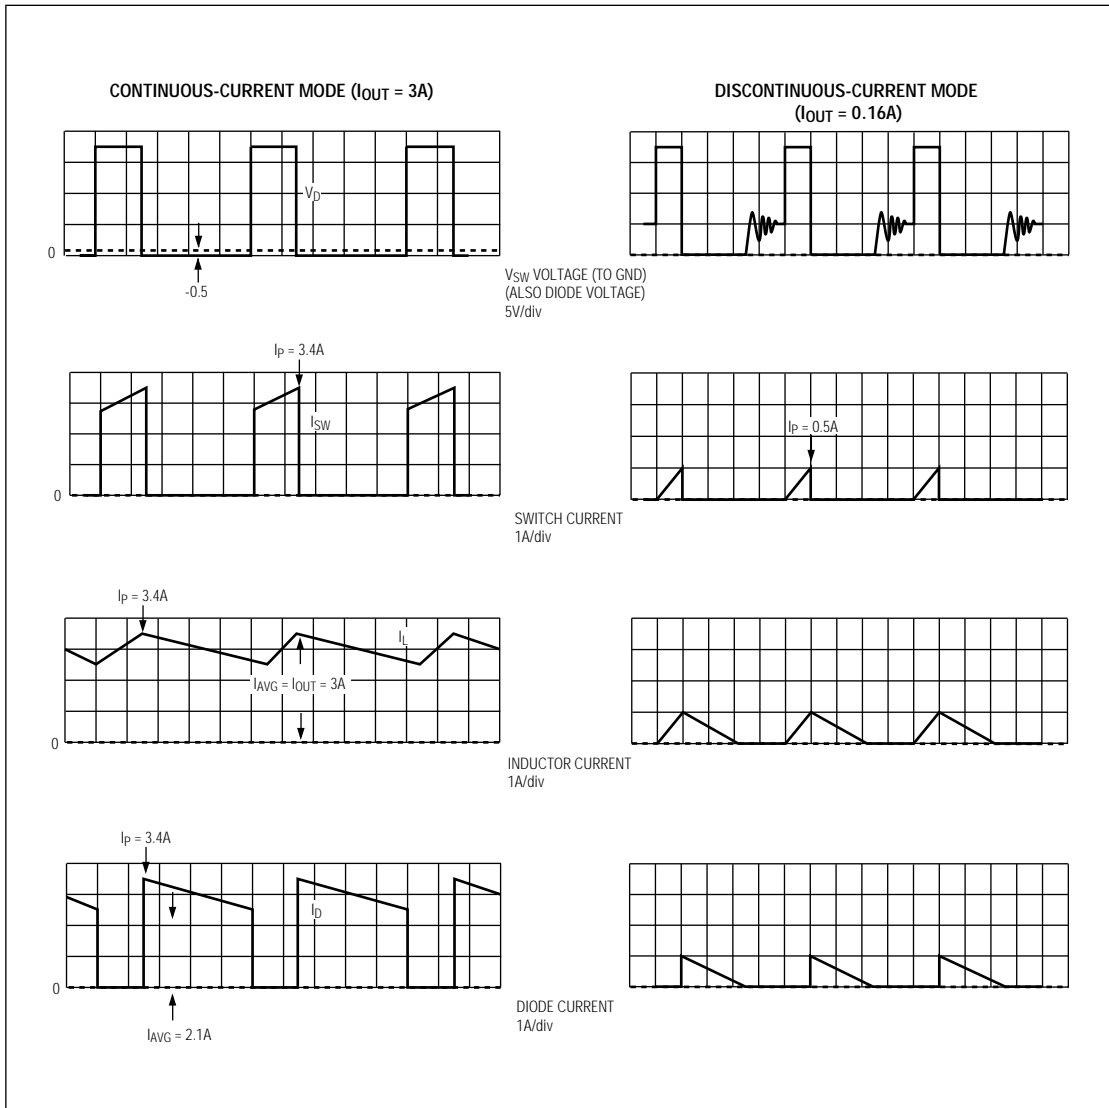 CONTINUOUS-CURRENT MODE (IOUT = 3A)
DISCONTINUOUS-CURRENT MODE
(IOUT = 0.16A)
VD
0
-0.5
VSW VOLTAGE (TO GND)
(ALSO DIODE VOLTAGE)
5V/div
IP = 3.4A
ISW
0
IP = 0.5A
SWITCH CURRENT
1A/div
IP = 3.4A
IL
IAVG = IOUT = 3A
0
INDUCTOR CURRENT
1A/div
IP = 3.4A
ID
0
IAVG = 2.1A
DIODE CURRENT
1A/div